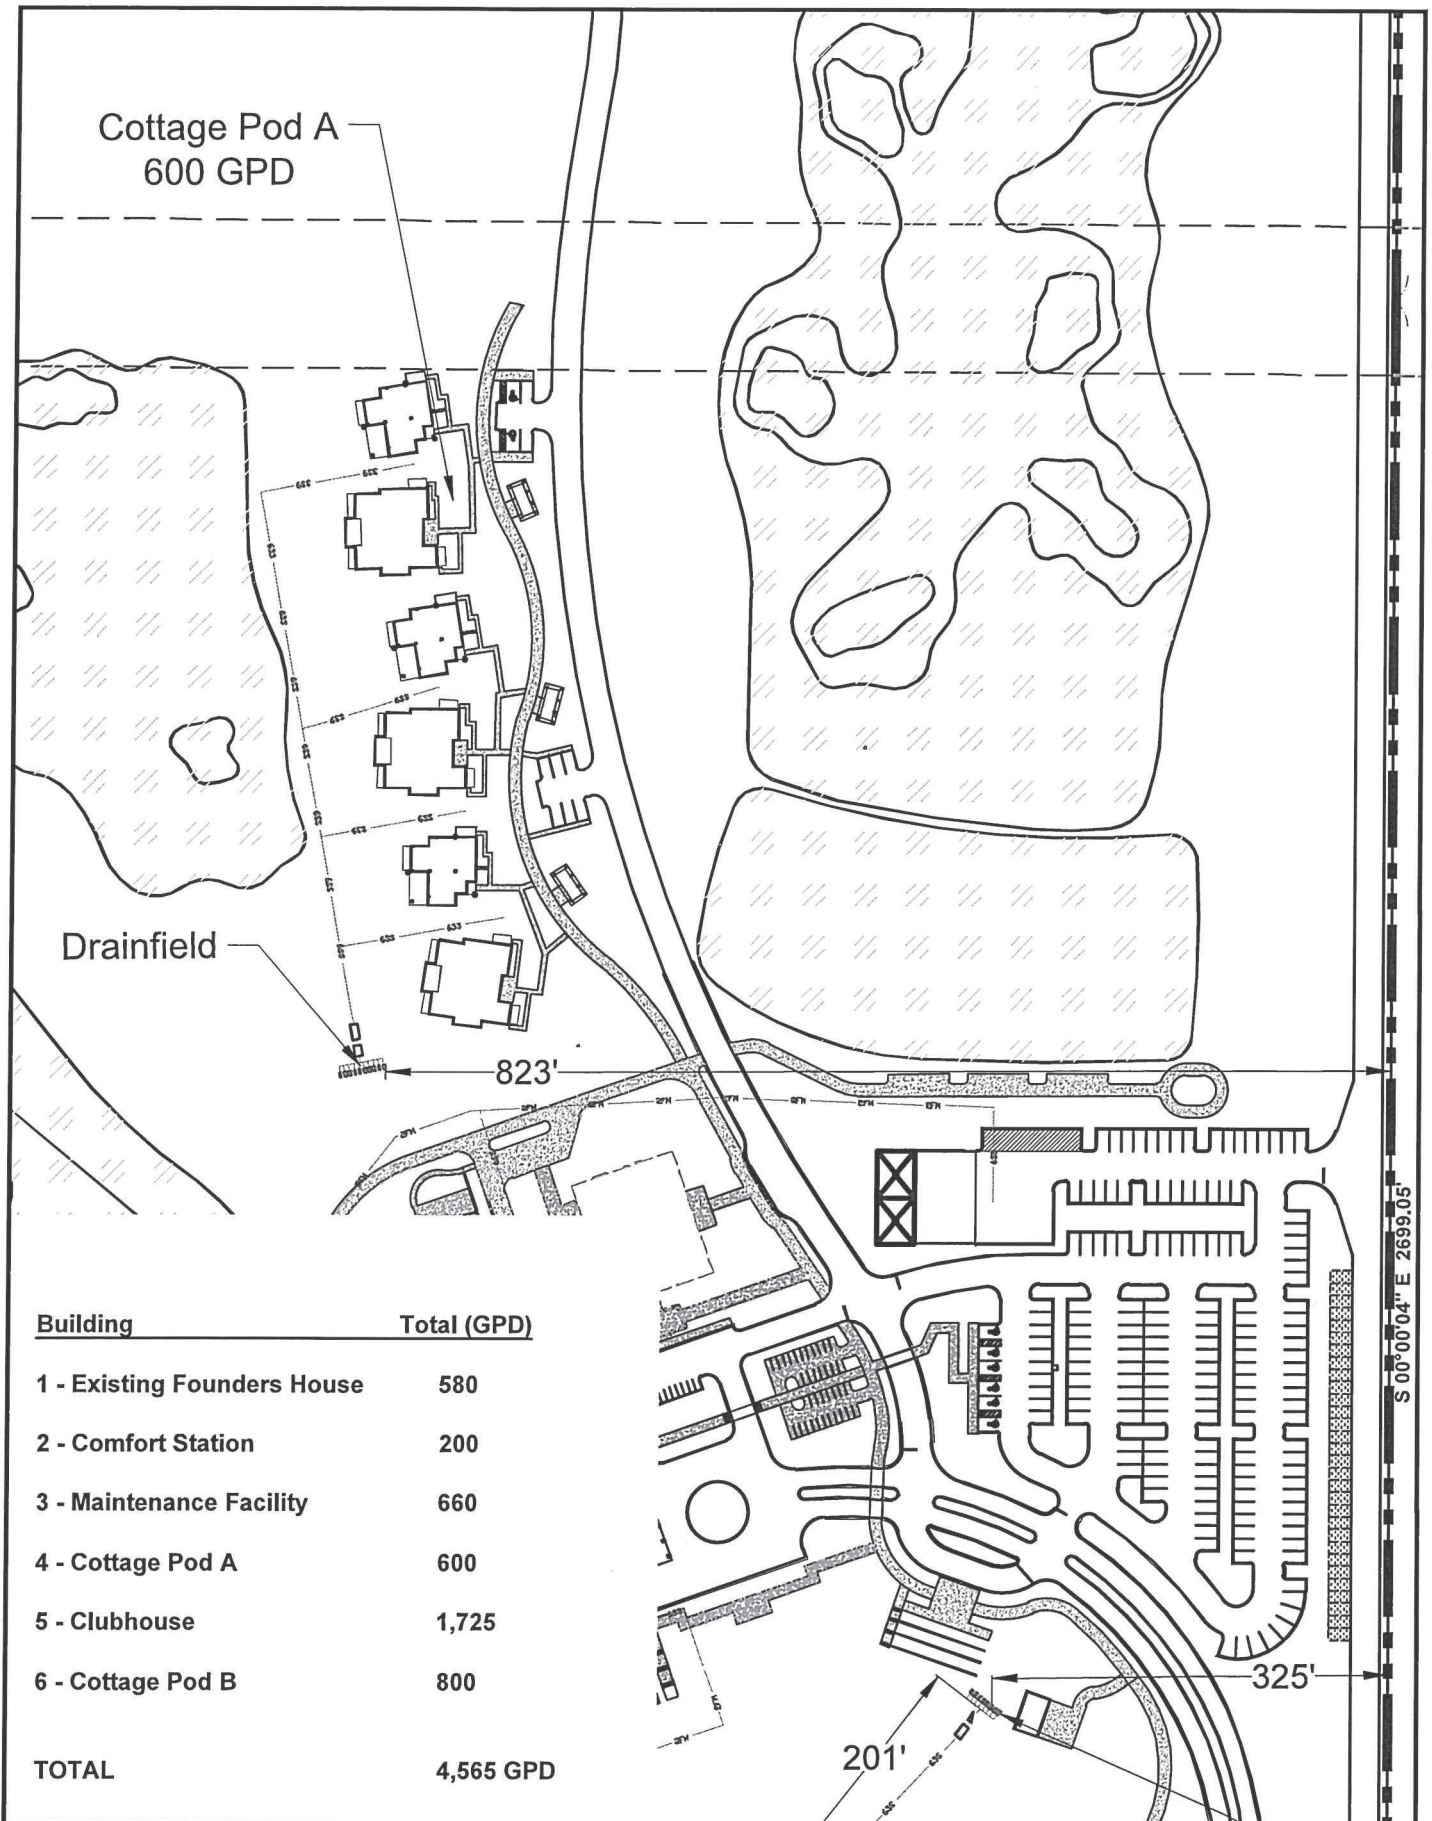 Cottage Pod A
600 GPD
Drainfield
823'
S 00°00'04" E 2699.05'
Building Total (GPD)
1 - Existing Founders House 580
2 - Comfort Station 200
3 - Maintenance Facility 660
4 - Cottage Pod A 600
5 - Clubhouse 1,725
6 - Cottage Pod B 800
TOTAL 4,565 GPD
325'
201'